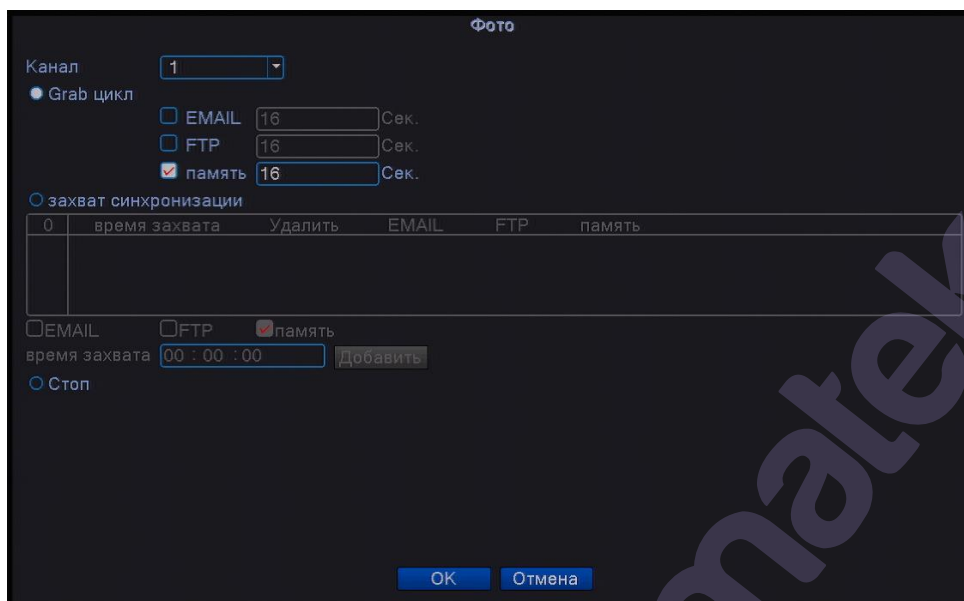 Фото
Канал 1
Grab цикл
EMAIL 16 Сек.
FTP 16 Сек.
память 16 Сек.
захват синхронизации
0 время захвата Удалить EMAIL FTP память
EMAIL FTP память
время захвата 00 : 00 : 00 Добавить
Стоп
OK Отмена
matek